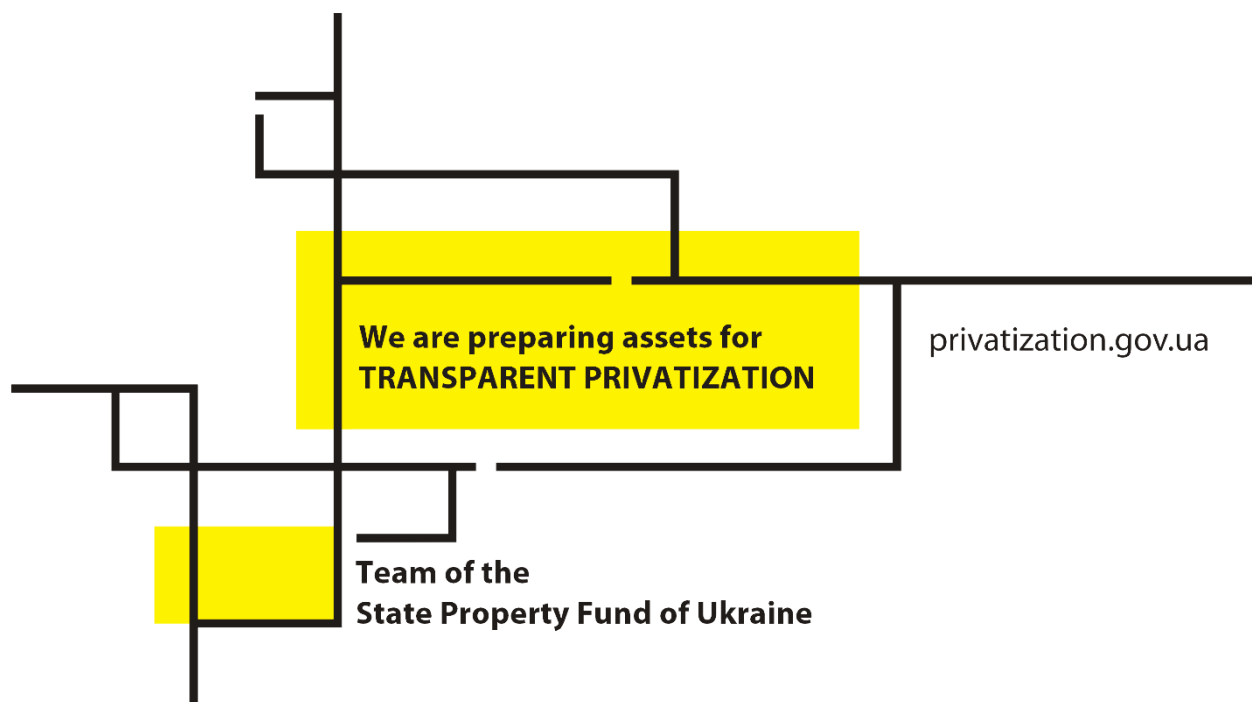 We are preparing assets for
TRANSPARENT PRIVATIZATION
privatization.gov.ua
Team of the
State Property Fund of Ukraine